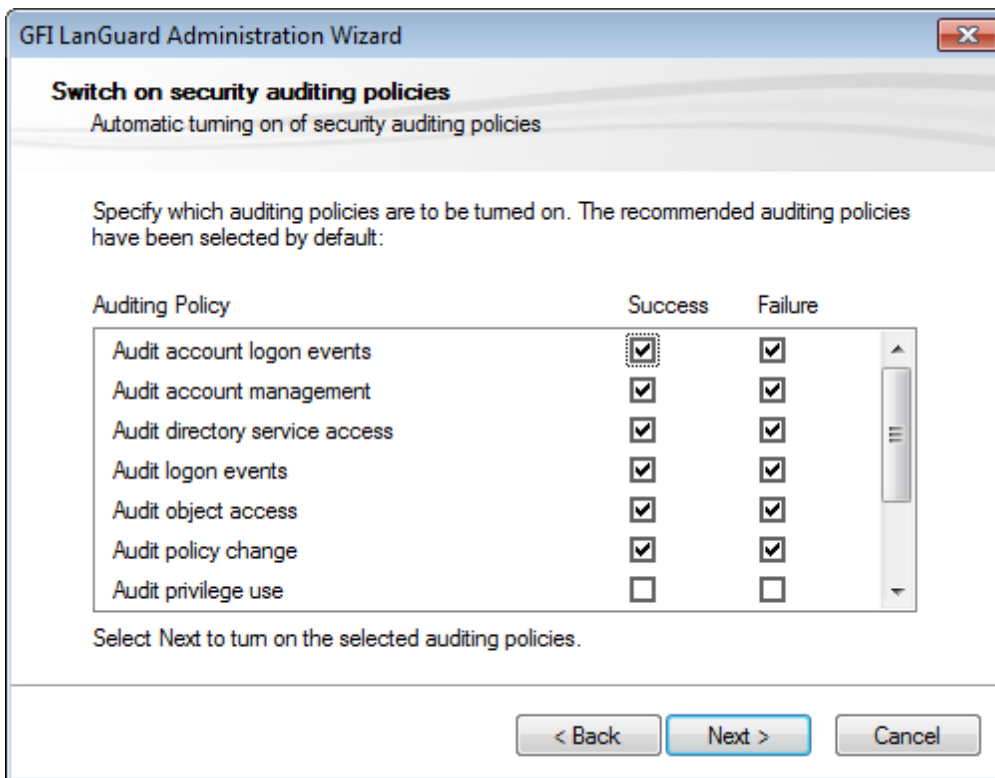 GFI LanGuard Administration Wizard
Switch on security auditing policies
Automatic turning on of security auditing policies
Specify which auditing policies are to be turned on. The recommended auditing policies
have been selected by default:
Auditing Policy Success Failure
Audit account logon events
Audit account management
Audit directory service access
Audit logon events
Audit object access
Audit policy change
Audit privilege use
Select Next to turn on the selected auditing policies.
< Back Next > Cancel